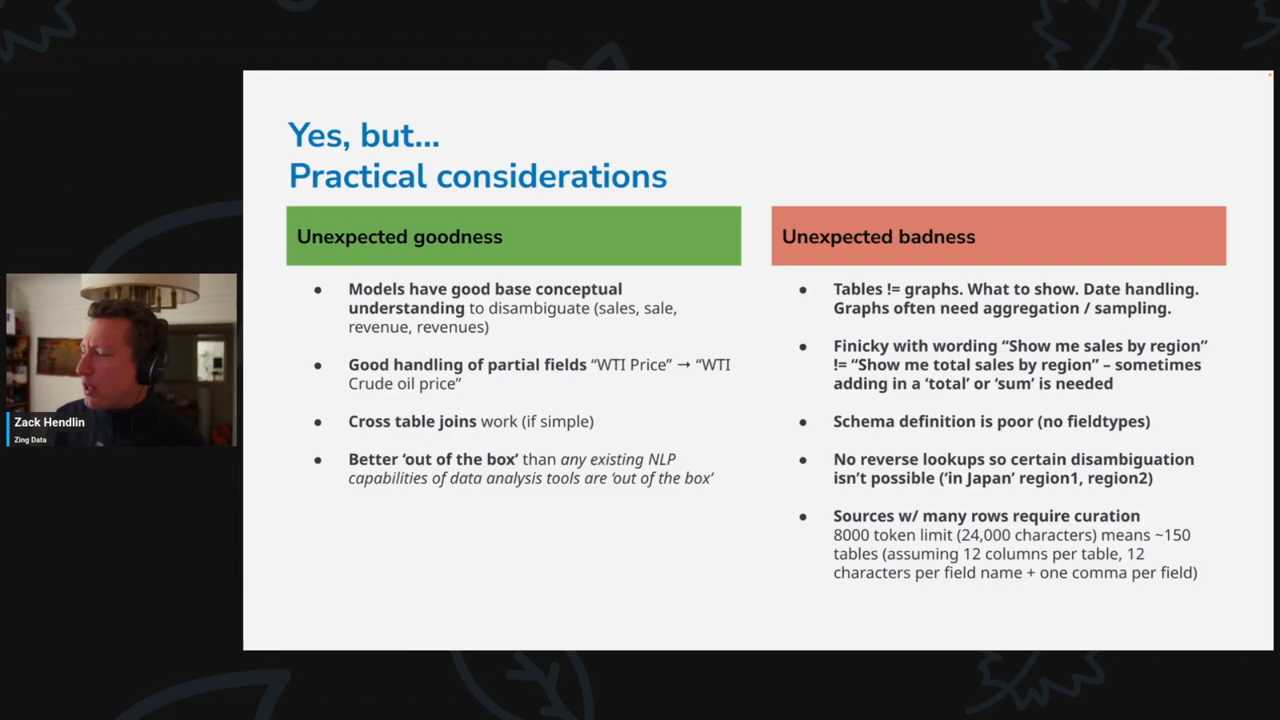 Yes, but...
Practical considerations
Unexpected goodness
● Models have good base conceptual
understanding to disambiguate (sales, sale,
revenue, revenues)
● Good handling of partial fields “WTI Price” → “WTI
Crude oil price”
● Cross table joins work (if simple)
● Better ‘out of the box’ than any existing NLP
capabilities of data analysis tools are ‘out of the box’
Unexpected badness
● Tables != graphs. What to show. Date handling.
Graphs often need aggregation / sampling.
● Finicky with wording “Show me sales by region”
!= “Show me total sales by region” – sometimes
adding in a ‘total’ or ‘sum’ is needed
● Schema definition is poor (no fieldtypes)
● No reverse lookups so certain disambiguation
isn’t possible (‘in Japan’ region1, region2)
● Sources w/ many rows require curation
8000 token limit (24,000 characters) means ~150
tables (assuming 12 columns per table, 12
characters per field name + one comma per field)
Zack Hendlin
Zing Data